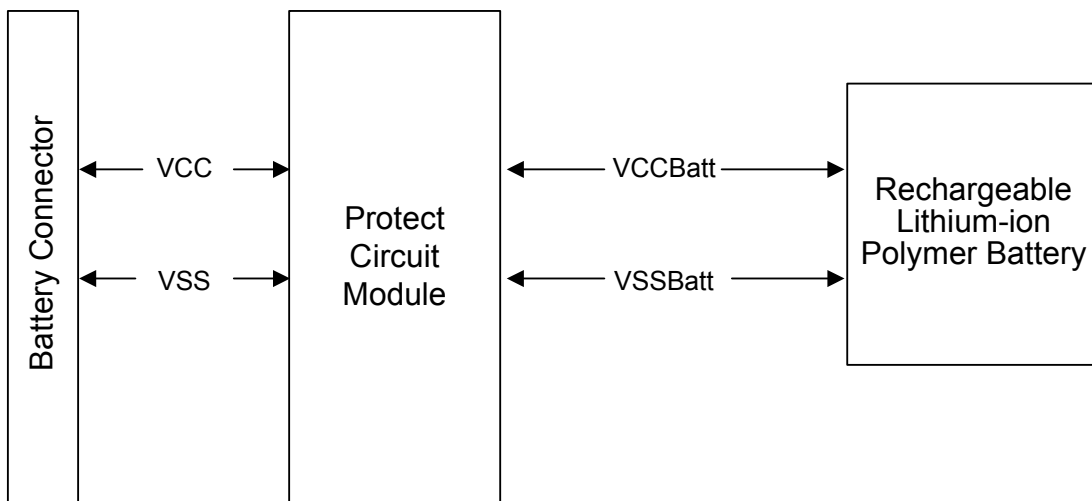 Battery Connector
VCC
VSS
Protect
Circuit
Module
VCCBatt
VSSBatt
Rechargeable
Lithium-ion
Polymer Battery